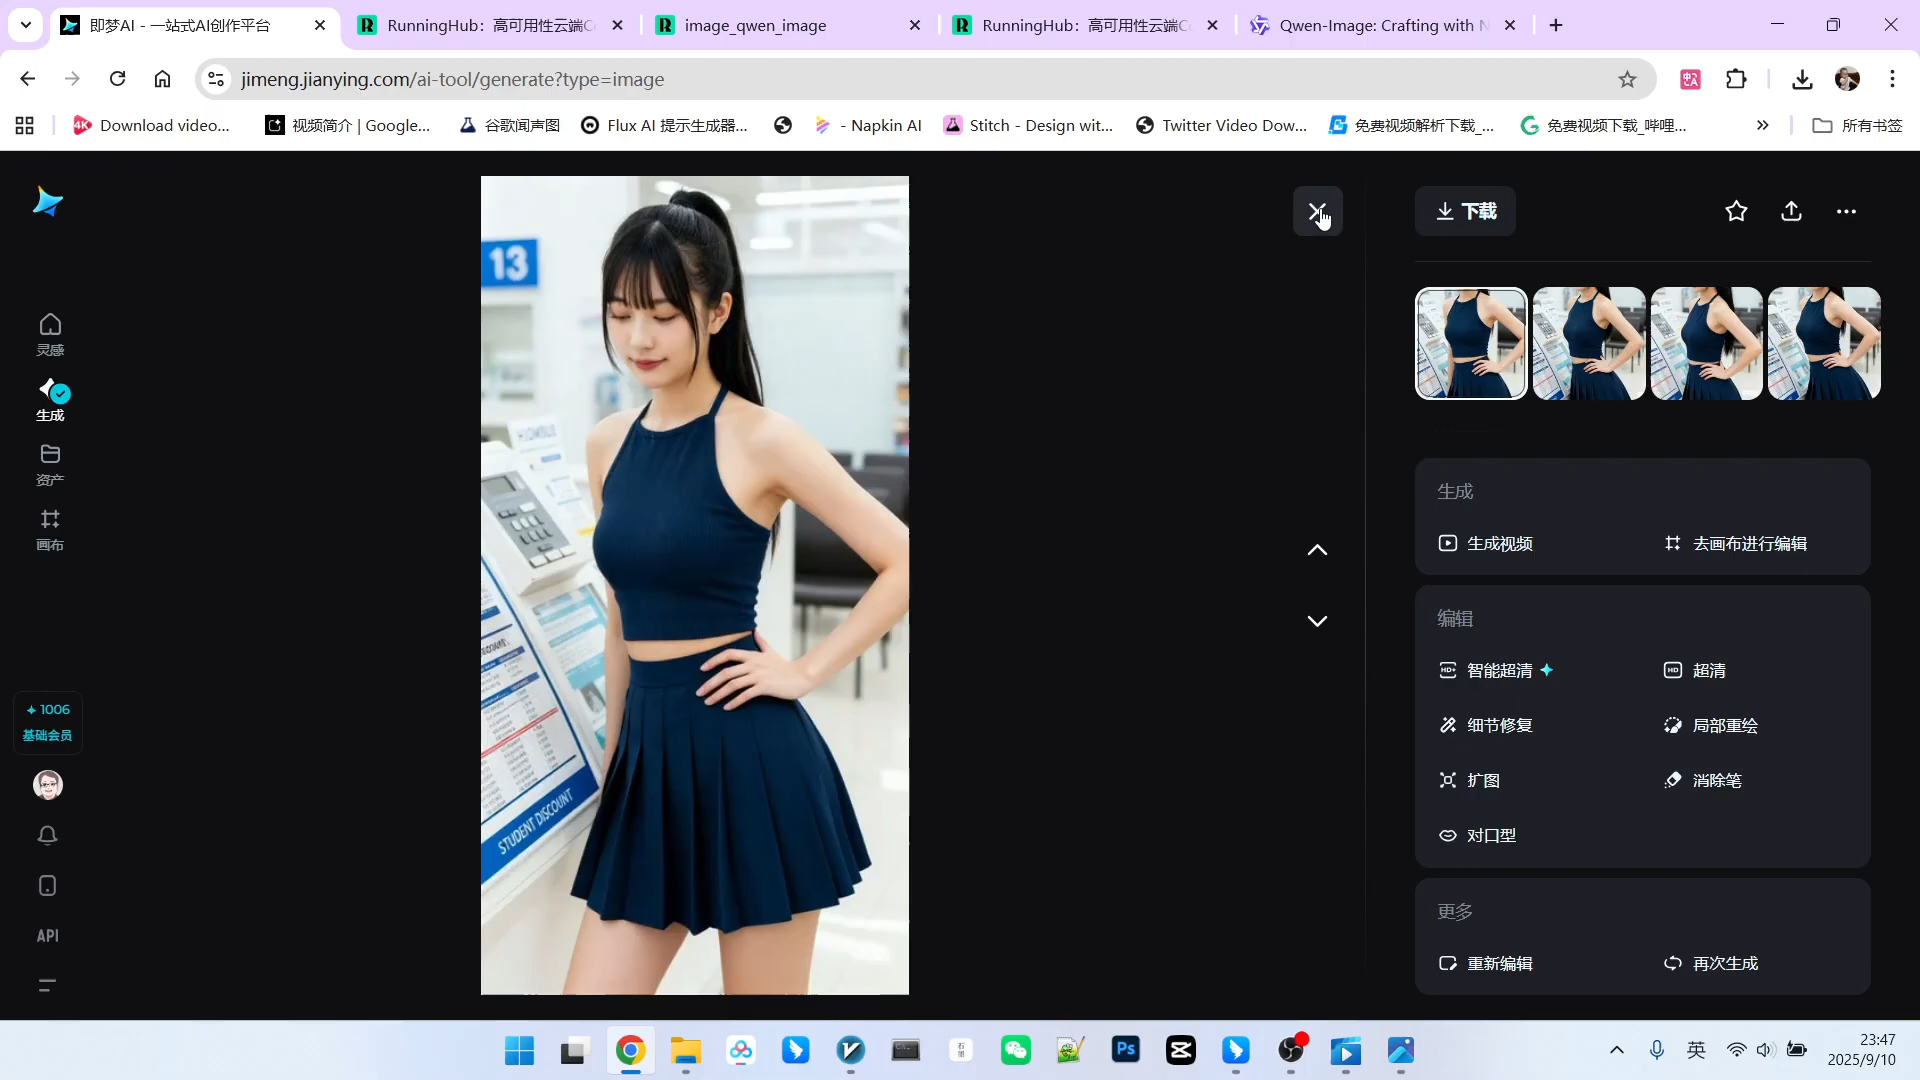 即梦AI - 一站式AI创作平台
RunningHub：高可用性云端C
image_qwen_image
RunningHub：高可用性云端C
Qwen-Image: Crafting with N
jimeng.jianying.com/ai-tool/generate?type=image
Download video...
视频简介 | Google...
谷歌闻声图
Flux AI 提示生成器...
- Napkin AI
Stitch - Design wit...
Twitter Video Dow...
免费视频解析下载_...
免费视频下载_哔哩...
所有书签
灵感
生成
资产
画布
1006
基础会员
API
13
STUDENT DISCOUNT
下载
生成
生成视频
去画布进行编辑
编辑
HD+
智能超清
HD
超清
细节修复
局部重绘
扩图
消除笔
对口型
更多
重新编辑
再次生成
Ps
英
23:47
2025/9/10